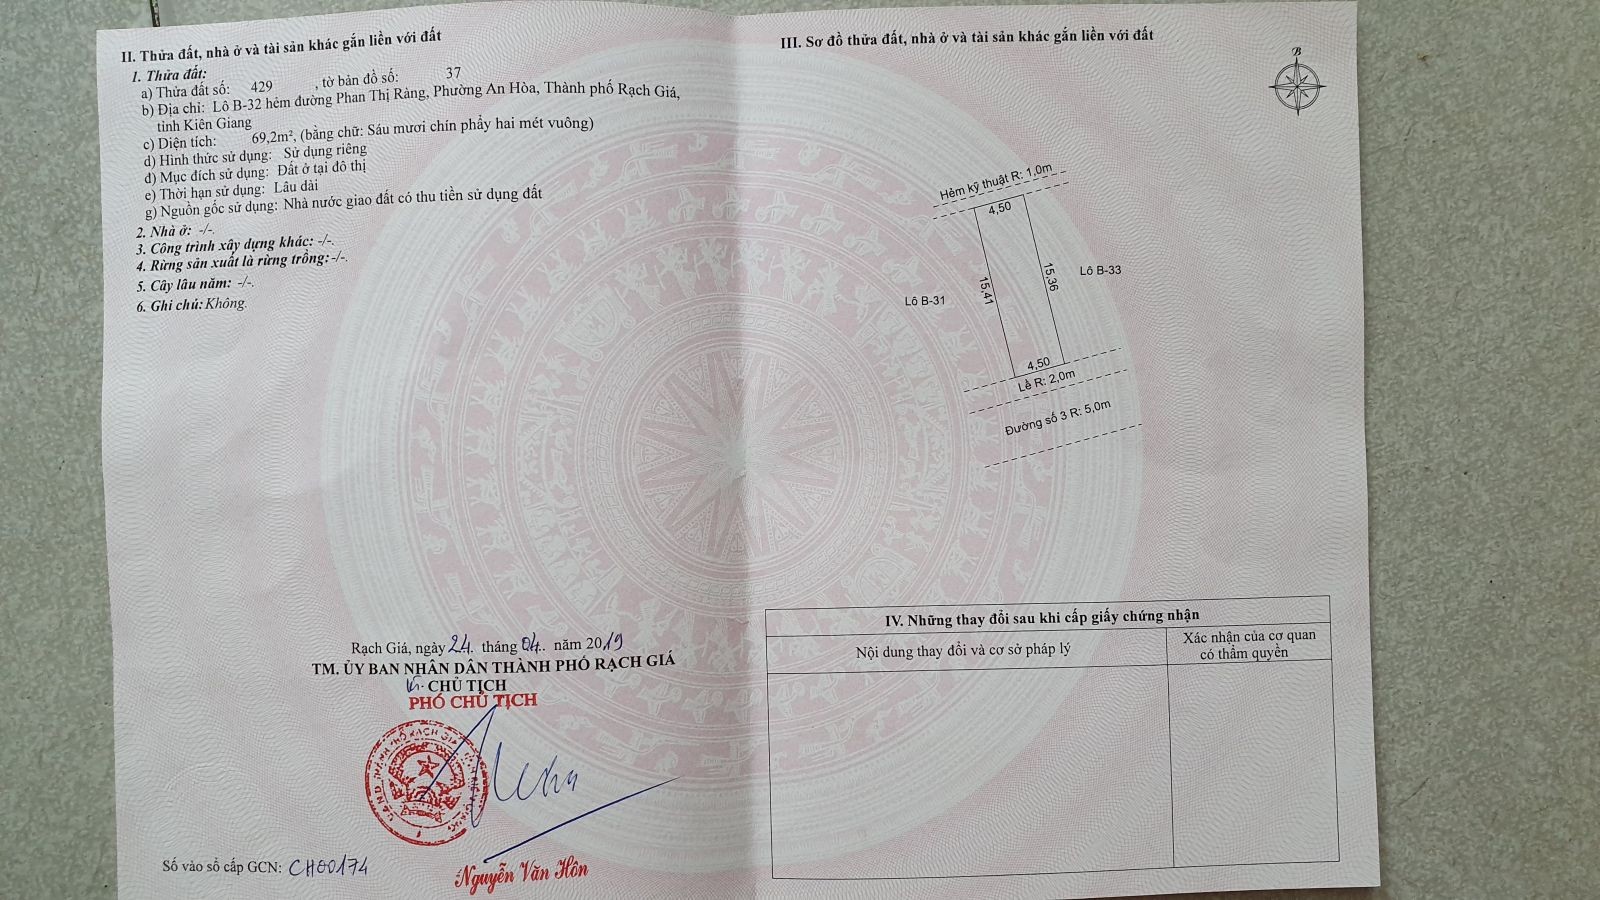 II. Thửa đất, nhà ở và tài sản khác gắn liền với đất
1. Thửa đất:
a) Thửa đất số: 429 , tờ bản đồ số: 37
b) Địa chỉ: Lô B-32 hẻm đường Phan Thị Ràng, Phường An Hòa, Thành phố Rạch Giá,
tỉnh Kiên Giang
c) Diện tích: 69,2m², (bằng chữ: Sáu mươi chín phẩy hai mét vuông)
d) Hình thức sử dụng: Sử dụng riêng
đ) Mục đích sử dụng: Đất ở tại đô thị
e) Thời hạn sử dụng: Lâu dài
g) Nguồn gốc sử dụng: Nhà nước giao đất có thu tiền sử dụng đất
2. Nhà ở: -/-.
3. Công trình xây dựng khác: -/-.
4. Rừng sản xuất là rừng trồng: -/-.
5. Cây lâu năm: -/-.
6. Ghi chú: Không.
Rạch Giá, ngày 24 tháng 04 năm 2019
TM. ỦY BAN NHÂN DÂN THÀNH PHỐ RẠCH GIÁ
KT. CHỦ TỊCH
PHÓ CHỦ TỊCH
Nguyễn Văn Hôn
Số vào sổ cấp GCN: CH00174
III. Sơ đồ thửa đất, nhà ở và tài sản khác gắn liền với đất
B
Hẻm kỹ thuật R: 1,0m
4,50
15,41
15,36
Lô B-31
Lô B-33
4,50
Lề R: 2,0m
Đường số 3 R: 5,0m
IV. Những thay đổi sau khi cấp giấy chứng nhận
Nội dung thay đổi và cơ sở pháp lý
Xác nhận của cơ quan
có thẩm quyền